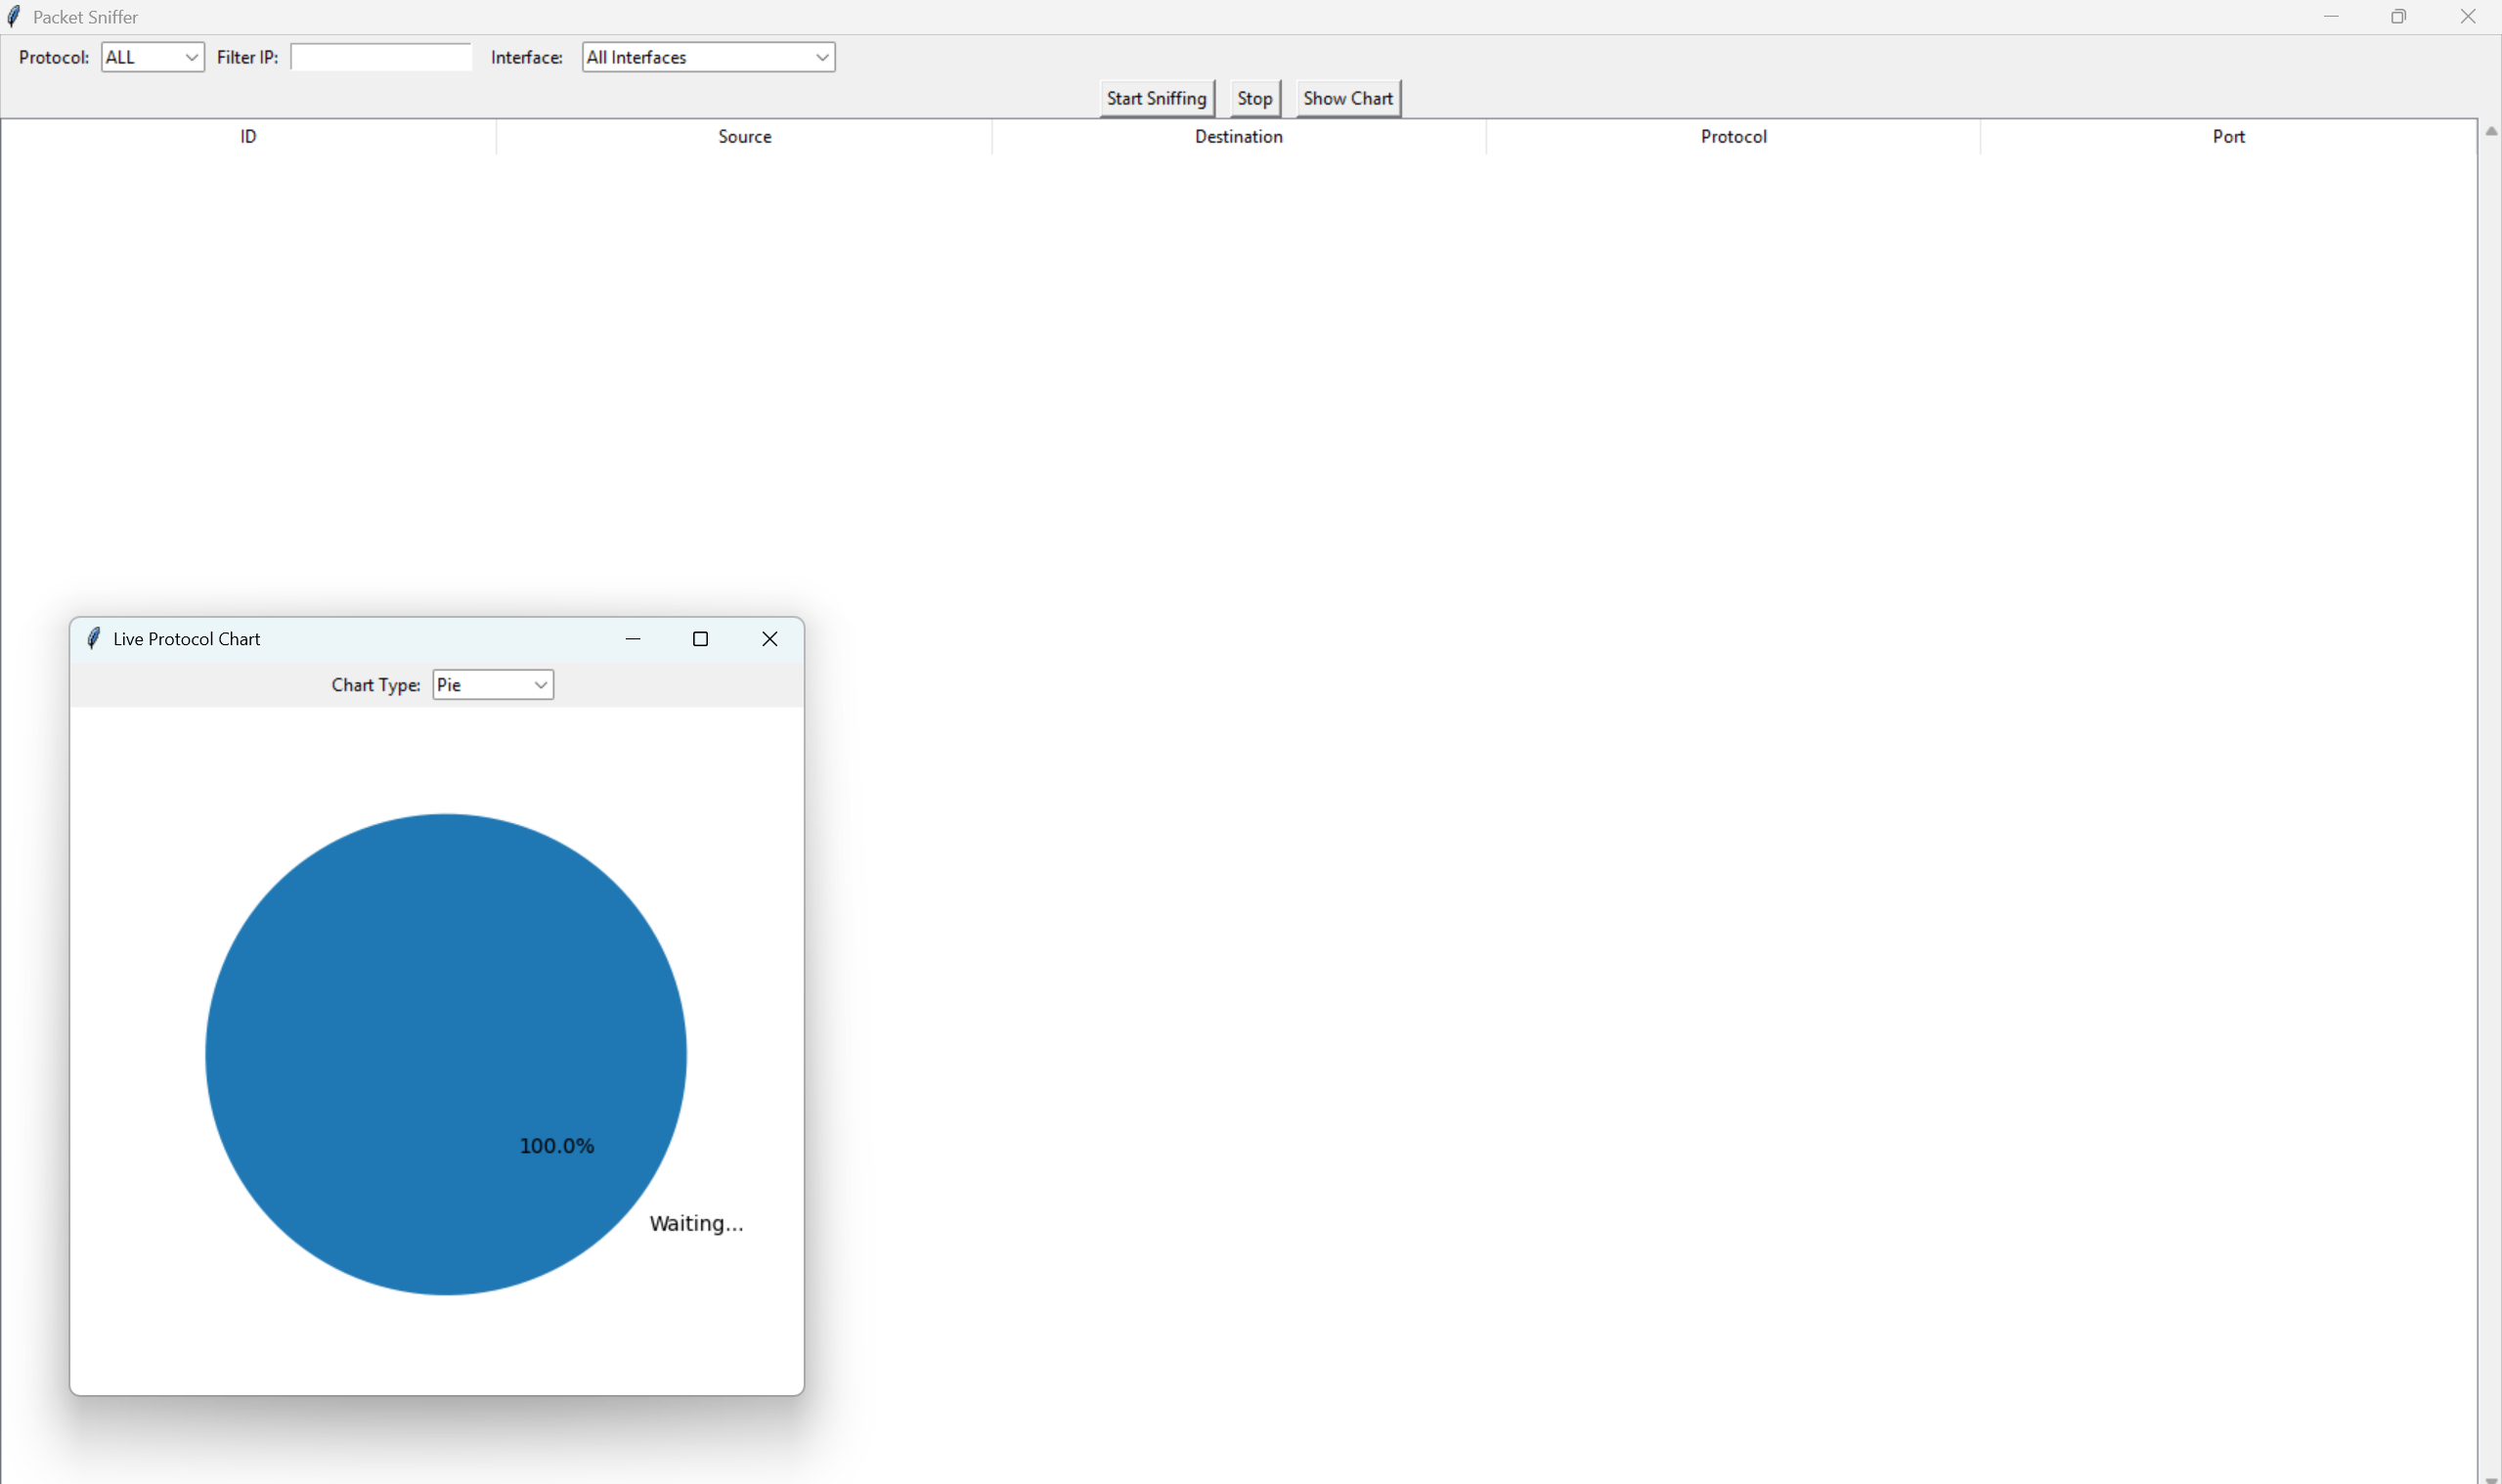 Packet Sniffer
Protocol: ALL Filter IP: Interface: All Interfaces
Start Sniffing Stop Show Chart
ID Source Destination Protocol Port
Live Protocol Chart
Chart Type: Pie
100.0%
Waiting...